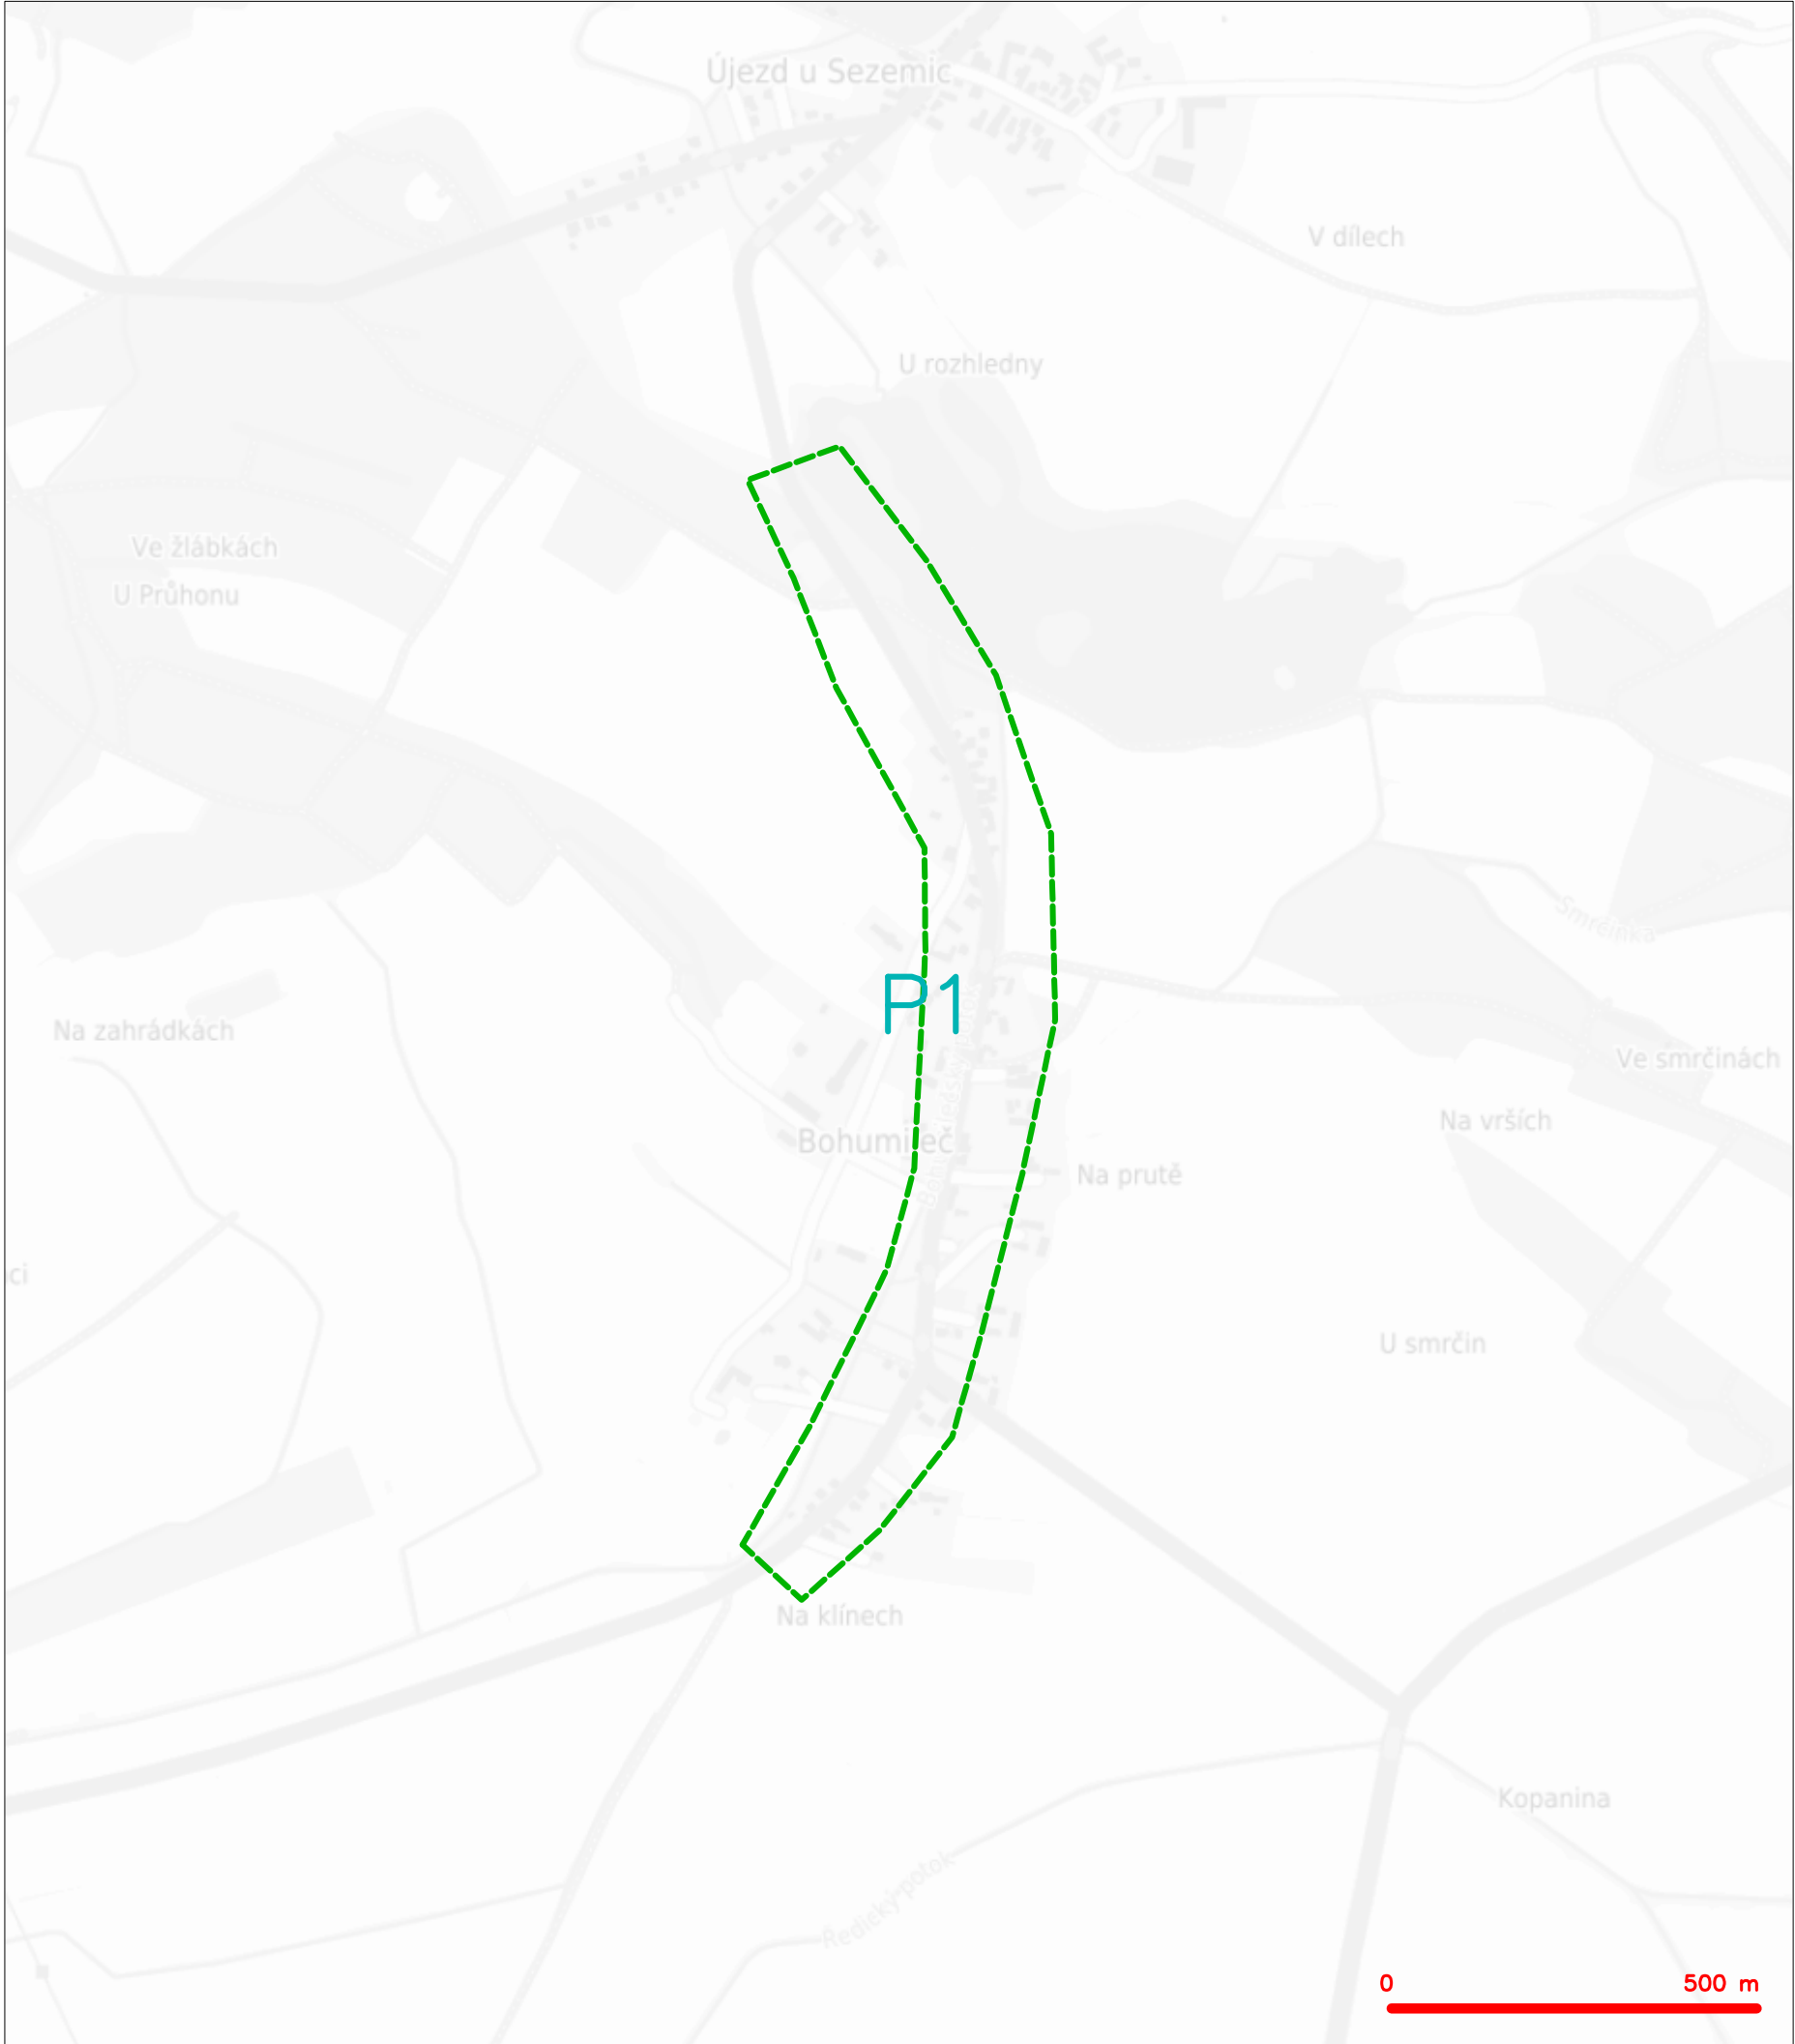 Újezd u Sezemic
V dílech
U rozhledny
Ve žlábkách
U Průhonu
Smrčinka
P1
Na zahrádkách
Ve smrčinách
Na vrších
Bohumileč
Na prutě
U smrčin
Na klínech
Kopanina
Ředický potok
0 500 m